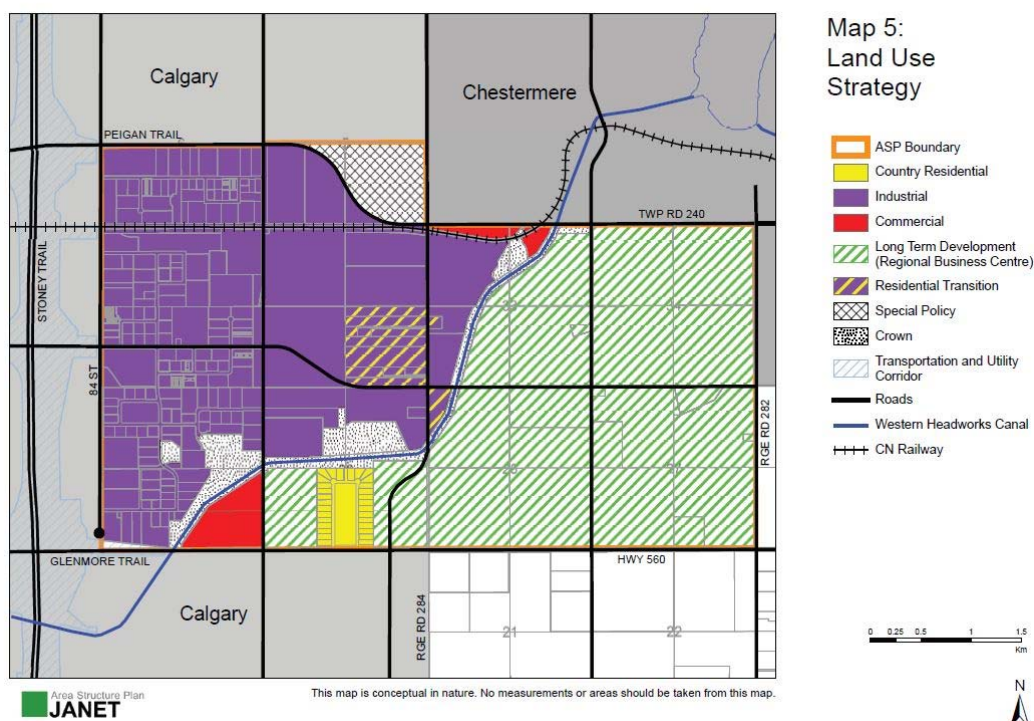 Map 5:
Land Use
Strategy
Calgary
Chestermere
PEIGAN TRAIL
TWP RD 240
STONEY TRAIL
84 ST
33
34
RGE RD 282
28
27
GLENMORE TRAIL
HWY 560
Calgary
RGE RD 284
21
22
ASP Boundary
Country Residential
Industrial
Commercial
Long Term Development
(Regional Business Centre)
Residential Transition
Special Policy
Crown
Transportation and Utility
Corridor
Roads
Western Headworks Canal
CN Railway
0 0.25 0.5 1 1.5
Km
N
Area Structure Plan
JANET
This map is conceptual in nature. No measurements or areas should be taken from this map.